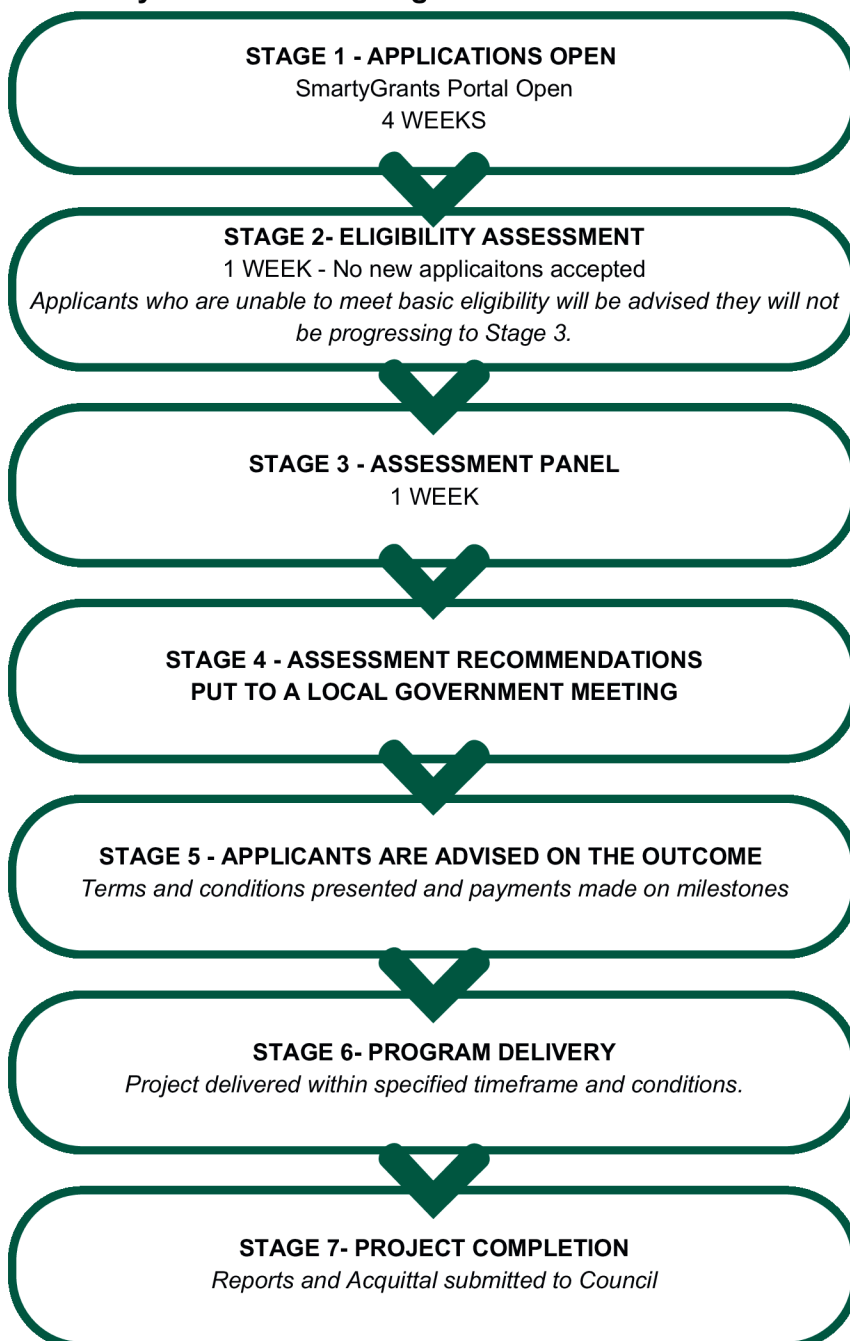 STAGE 1 - APPLICATIONS OPEN
SmartyGrants Portal Open
4 WEEKS
STAGE 2- ELIGIBILITY ASSESSMENT
1 WEEK - No new applicaitons accepted
Applicants who are unable to meet basic eligibility will be advised they will not
be progressing to Stage 3.
STAGE 3 - ASSESSMENT PANEL
1 WEEK
STAGE 4 - ASSESSMENT RECOMMENDATIONS
PUT TO A LOCAL GOVERNMENT MEETING
STAGE 5 - APPLICANTS ARE ADVISED ON THE OUTCOME
Terms and conditions presented and payments made on milestones
STAGE 6- PROGRAM DELIVERY
Project delivered within specified timeframe and conditions.
STAGE 7- PROJECT COMPLETION
Reports and Acquittal submitted to Council